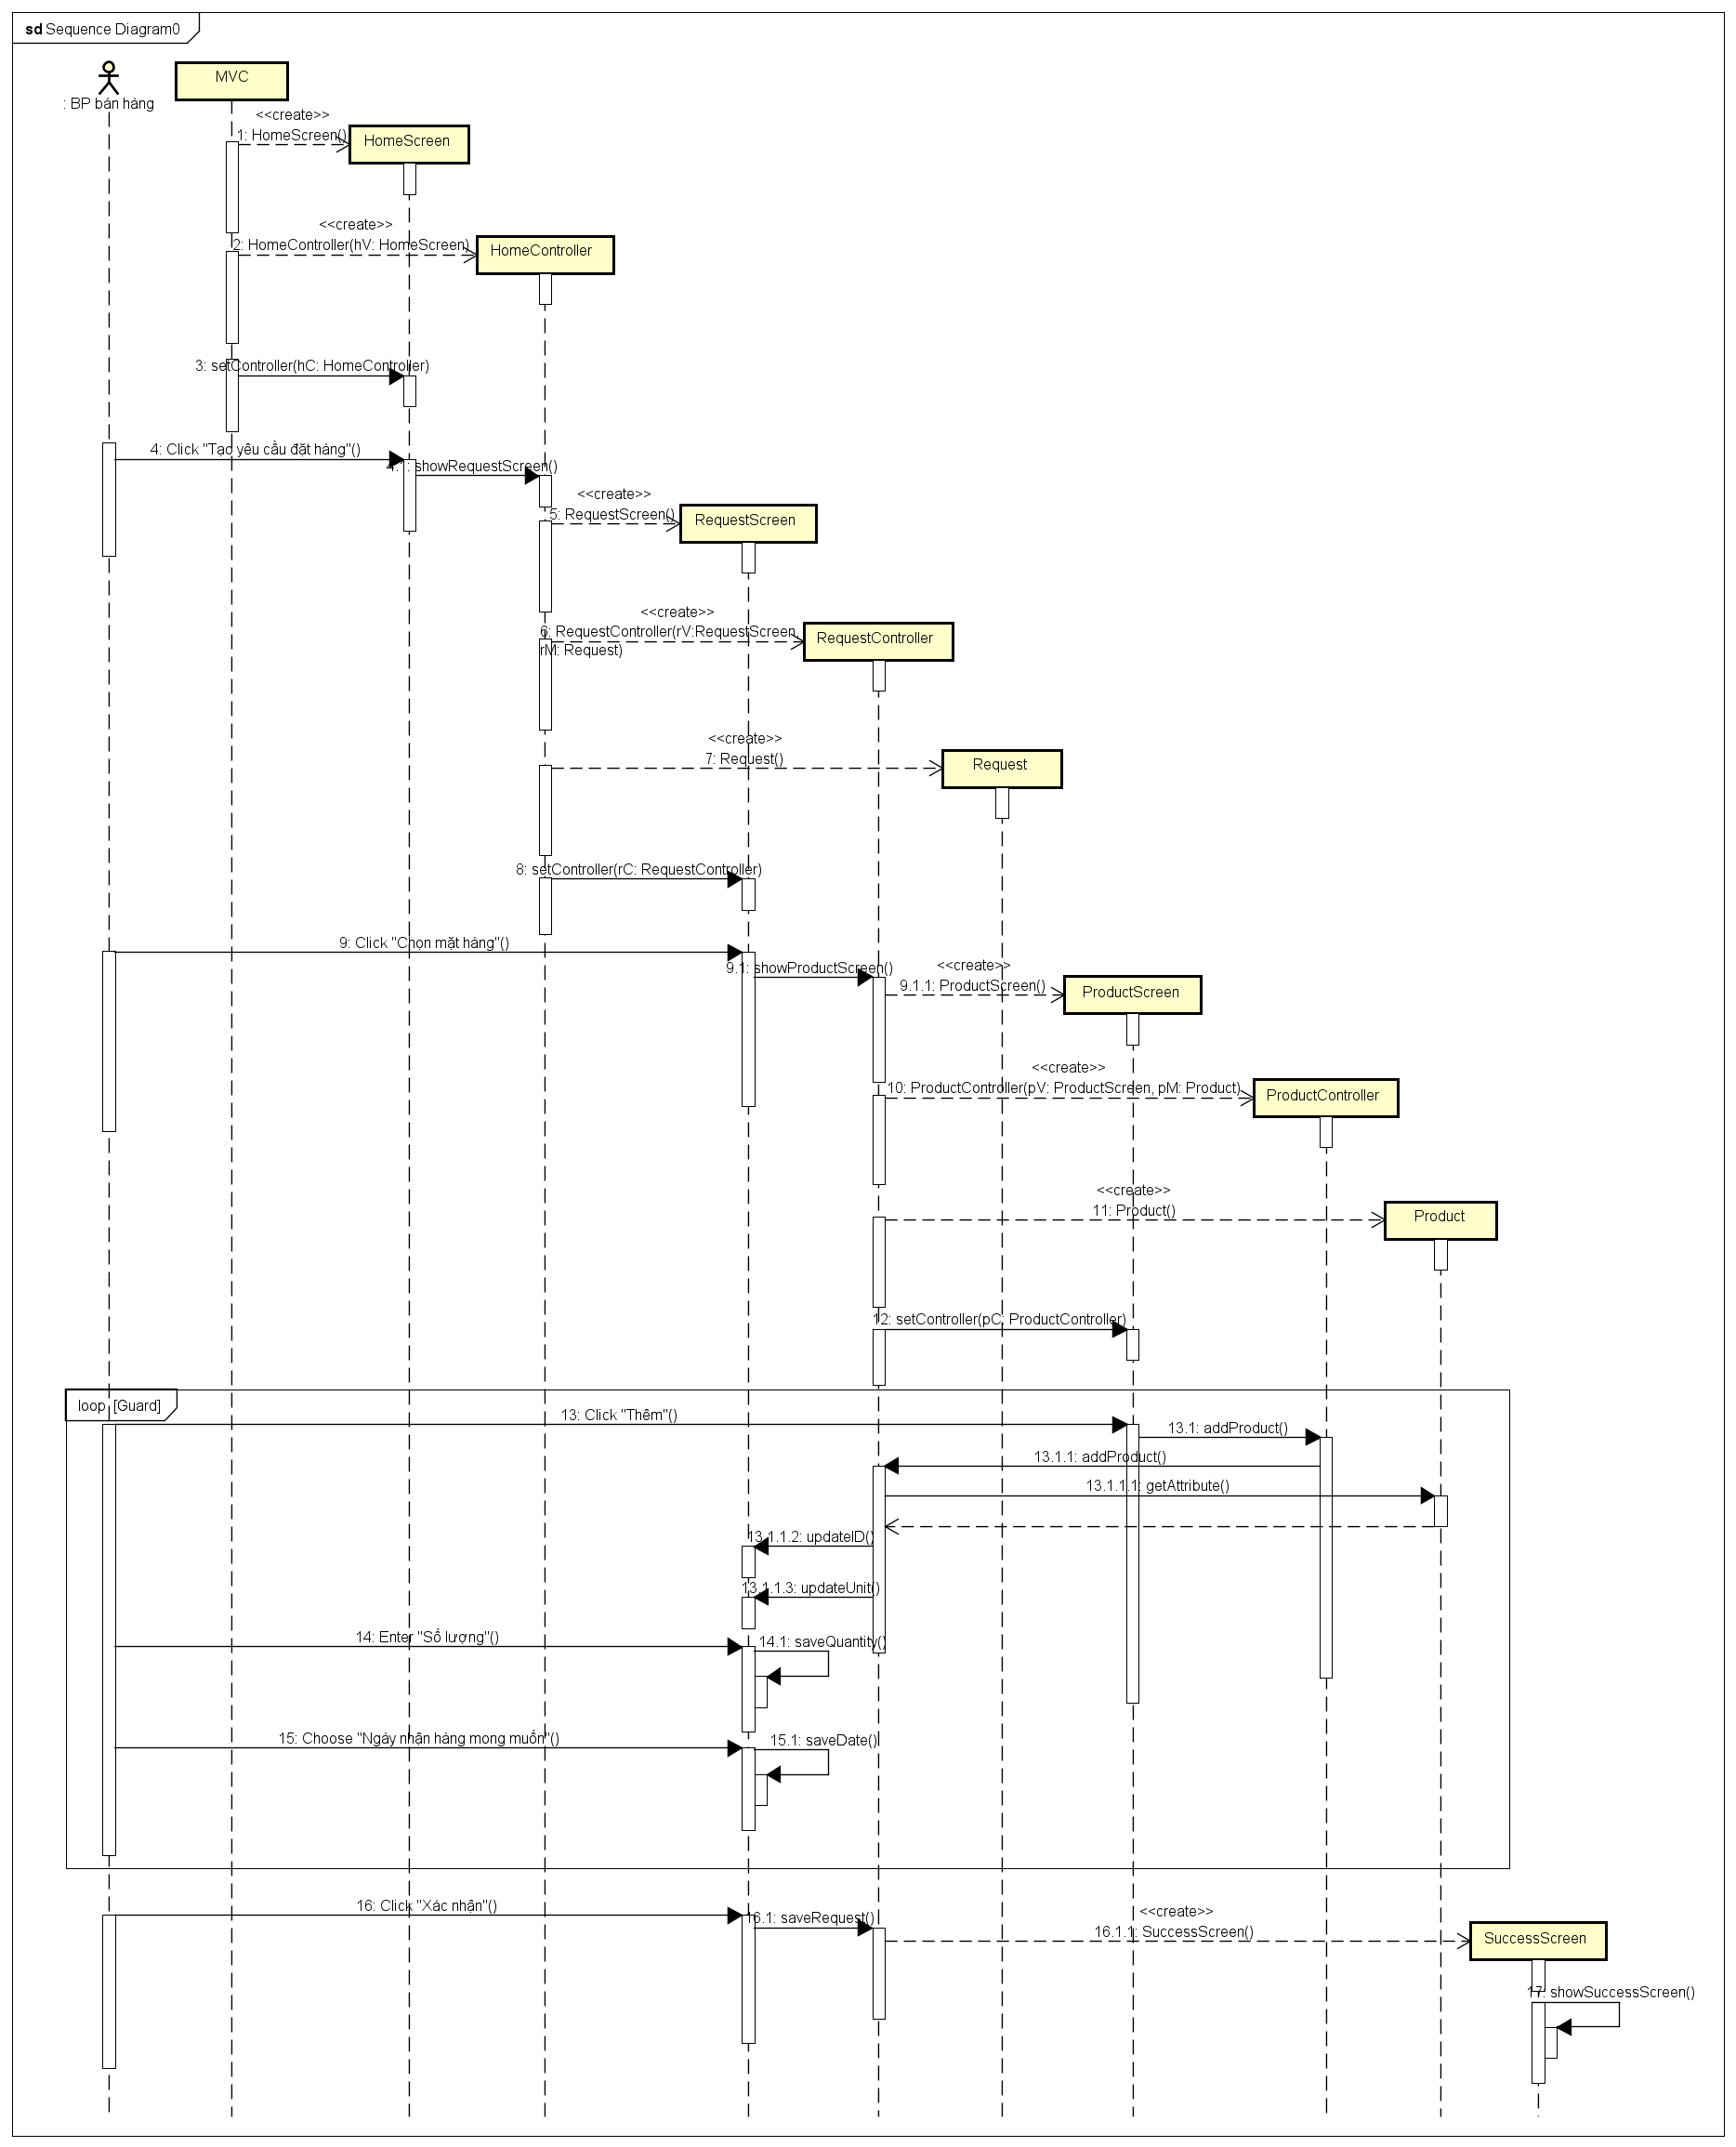 sd Sequence Diagram0
: BP bán hàng
MVC
<<create>>
1: HomeScreen()
HomeScreen
<<create>>
2: HomeController(hV: HomeScreen)
HomeController
3: setController(hC: HomeController)
4: Click "Tạo yêu cầu đặt hàng"()
4.1: showRequestScreen()
<<create>>
5: RequestScreen()
RequestScreen
<<create>>
6: RequestController(rV:RequestScreen,
rM: Request)
RequestController
<<create>>
7: Request()
Request
8: setController(rC: RequestController)
9: Click "Chọn mặt hàng"()
9.1: showProductScreen()
<<create>>
9.1.1: ProductScreen()
ProductScreen
<<create>>
10: ProductController(pV: ProductScreen, pM: Product)
ProductController
<<create>>
11: Product()
Product
12: setController(pC: ProductController)
loop [Guard]
13: Click "Thêm"()
13.1: addProduct()
13.1.1: addProduct()
13.1.1.1: getAttribute()
13.1.1.2: updateID()
13.1.1.3: updateUnit()
14: Enter "Số lượng"()
14.1: saveQuantity()
15: Choose "Ngày nhận hàng mong muốn"()
15.1: saveDate()
16: Click "Xác nhận"()
16.1: saveRequest()
<<create>>
16.1.1: SuccessScreen()
SuccessScreen
17: showSuccessScreen()